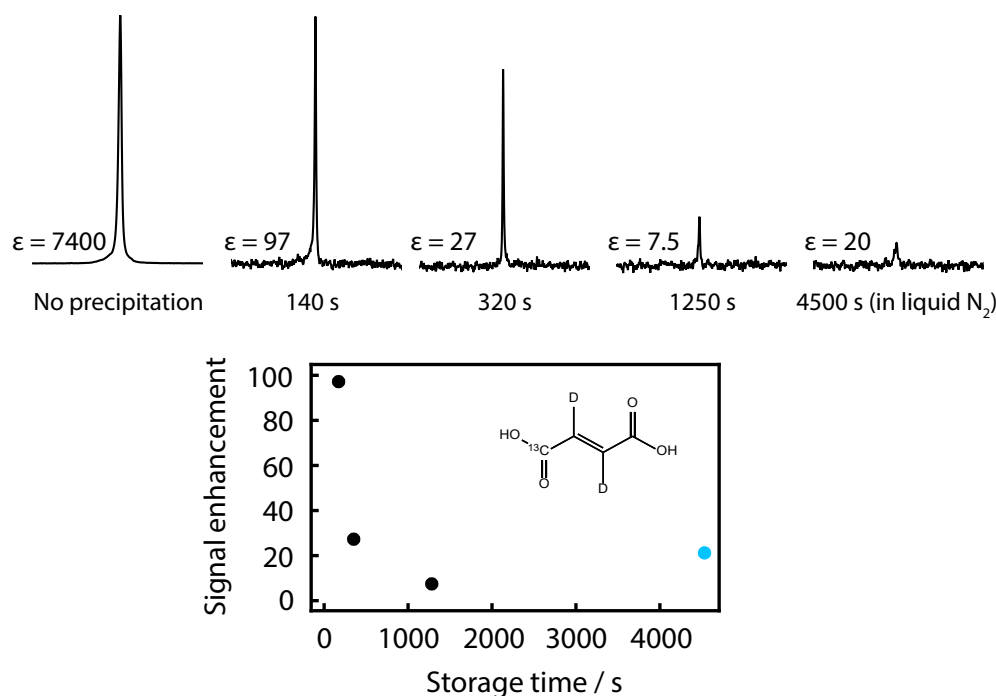 ε = 7400
ε = 97
ε = 27
ε = 7.5
ε = 20
No precipitation
140 s
320 s
1250 s
4500 s (in liquid N₂)
Signal enhancement
100
80
60
40
20
0
D
O
HO
¹³C
OH
O
D
0
1000
2000
3000
4000
Storage time / s